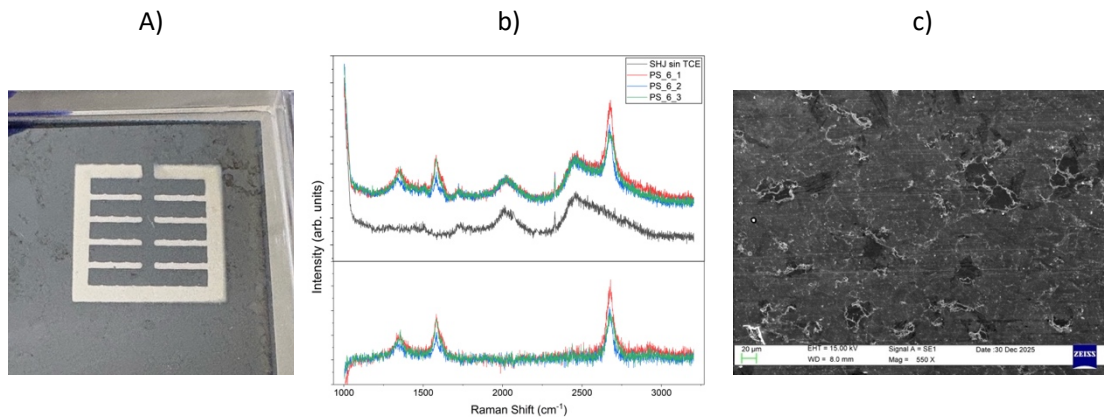 A)
b)
c)
SHJ sin TCE
PS_6_1
PS_6_2
PS_6_3
Intensity (arb. units)
1000
1500
2000
2500
3000
Raman Shift (cm⁻¹)
20 µm
EHT = 15.00 kV
Signal A = SE1
Date :30 Dec 2025
WD = 8.0 mm
Mag = 550 X
ZEISS